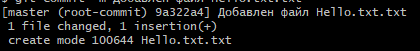 [master (root-commit) 9a322a4] Добавлен файл Hello.txt.txt
1 file changed, 1 insertion(+)
create mode 100644 Hello.txt.txt